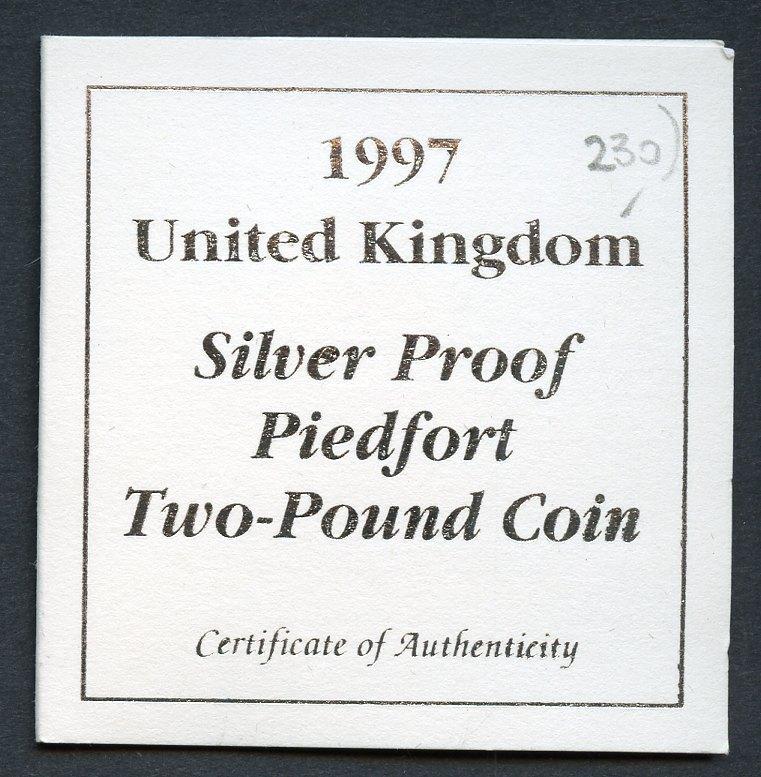 1997
230)
United Kingdom
Silver Proof
Piedfort
Two-Pound Coin
Certificate of Authenticity